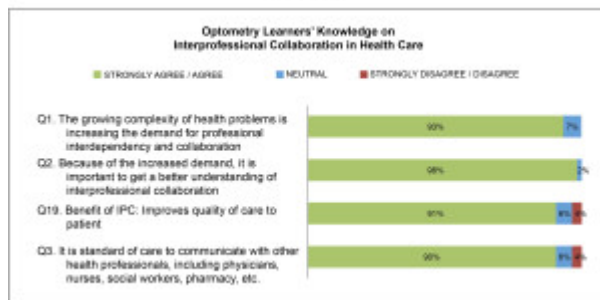 Optometry Learners' Knowledge on
Interprofessional Collaboration in Health Care
STRONGLY AGREE / AGREE NEUTRAL STRONGLY DISAGREE / DISAGREE
Q1. The growing complexity of health problems is
increasing the demand for professional
interdependency and collaboration
93% 7%
Q2. Because of the increased demand, it is
important to get a better understanding of
interprofessional collaboration
98% 2%
Q19. Benefit of IPC: Improves quality of care to
patient
91%
Q3. It is standard of care to communicate with other
health professionals, including physicians,
nurses, social workers, pharmacy, etc.